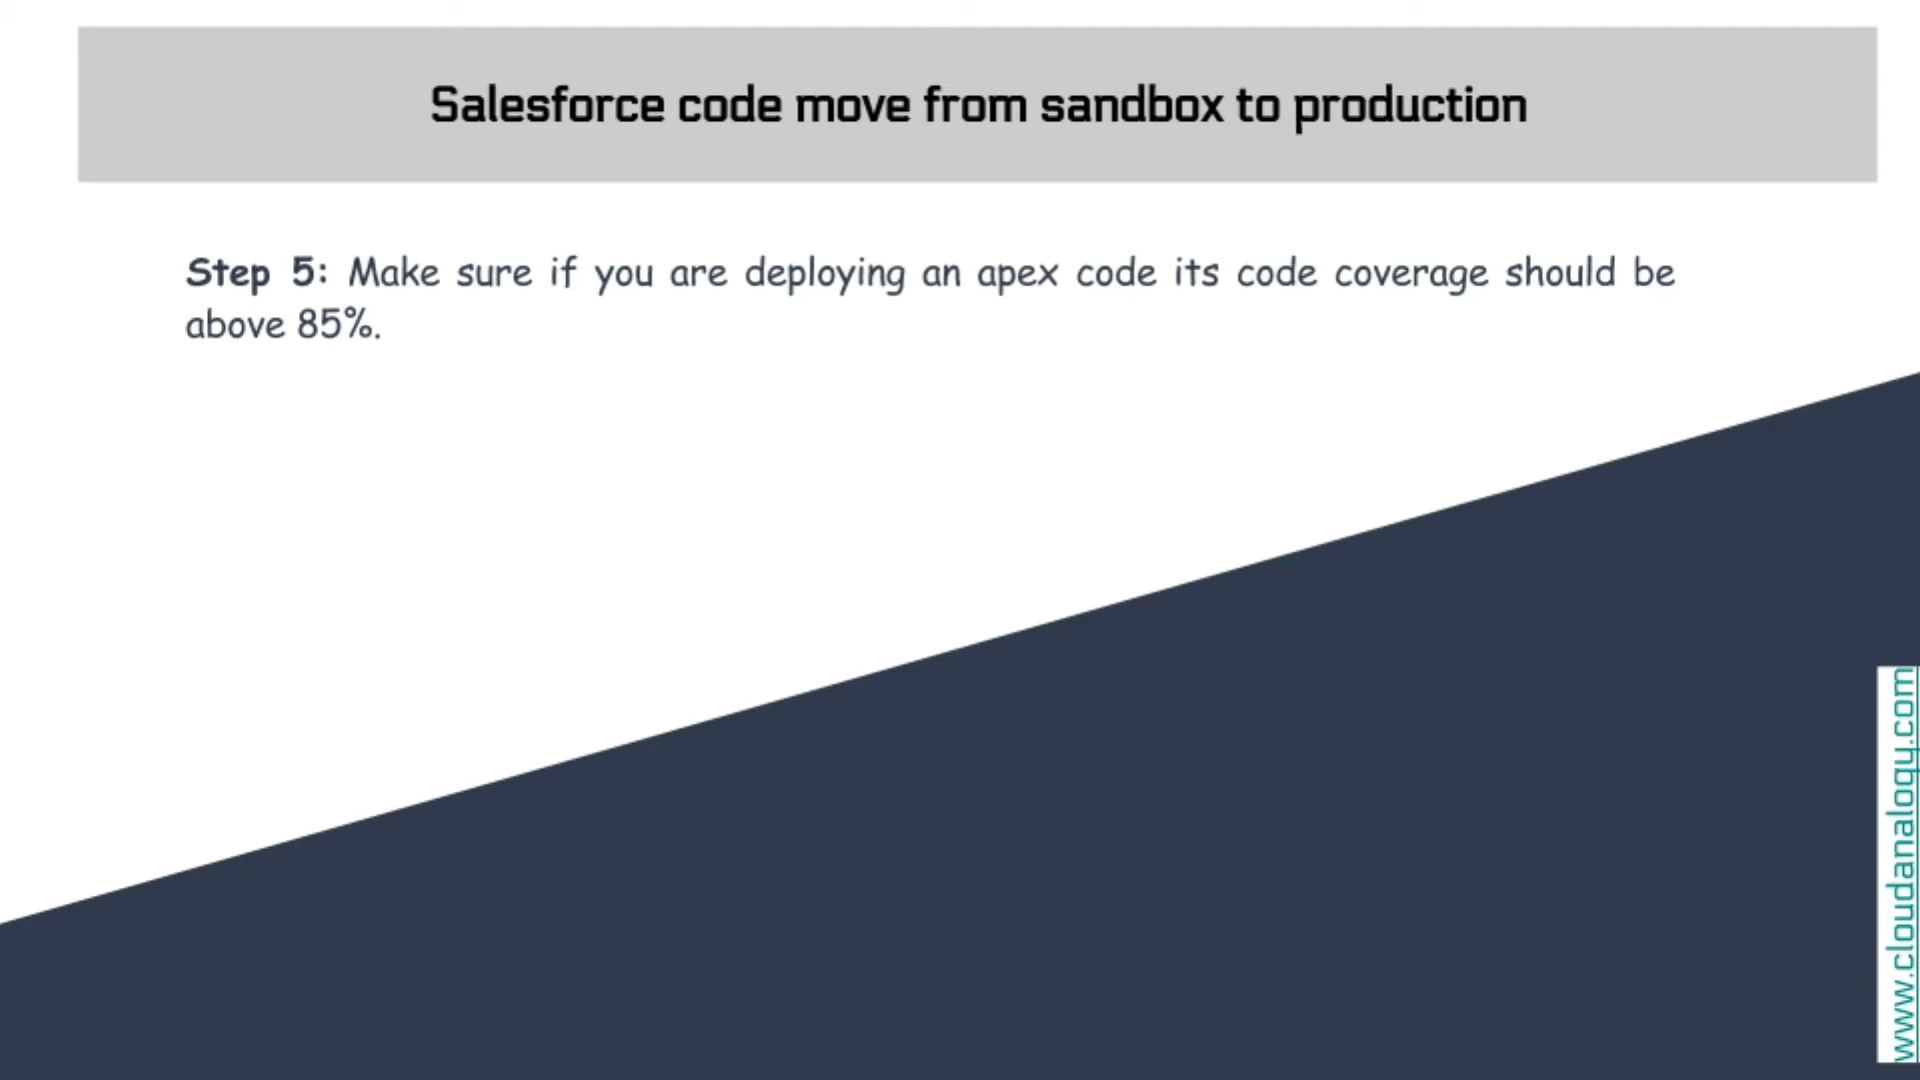 Salesforce code move from sandbox to production
Step 5: Make sure if you are deploying an apex code its code coverage should be
above 85%.
www.cloudanalogy.com